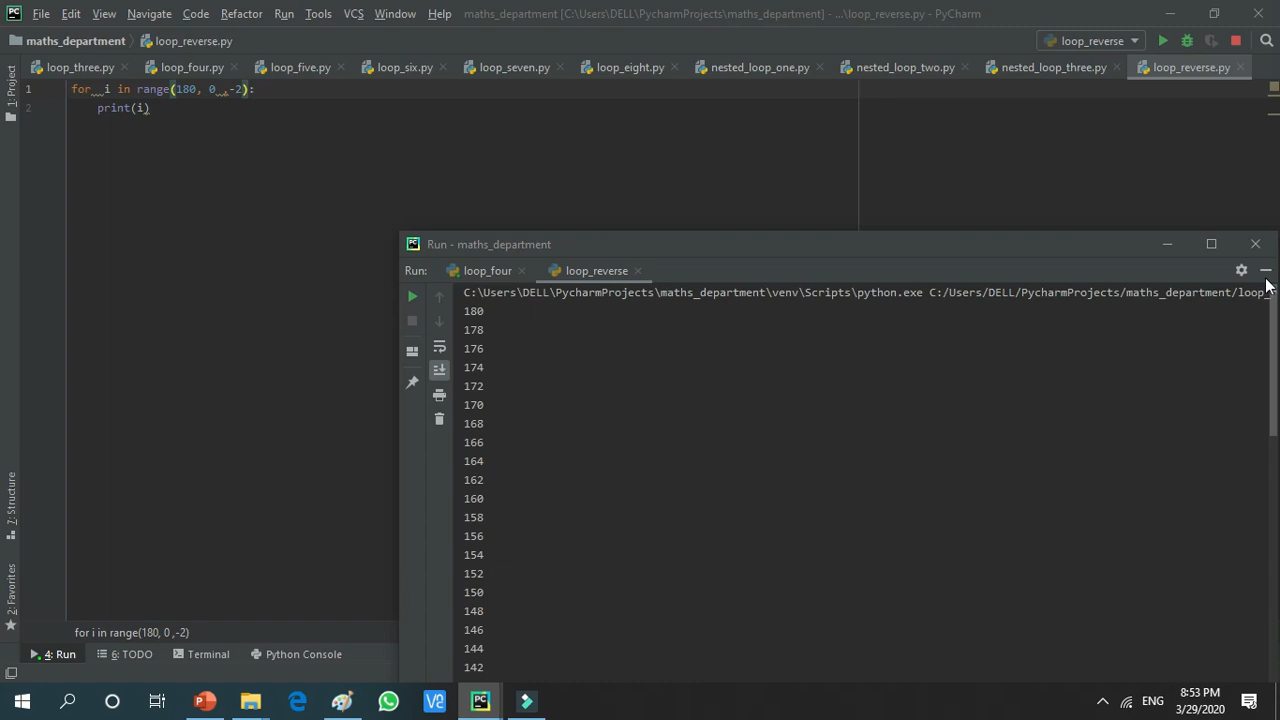 File Edit View Navigate Code Refactor Run Tools VCS Window Help maths_department [C:\Users\DELL\PycharmProjects\maths_department] - ...\loop_reverse.py - PyCharm
maths_department loop_reverse.py loop_reverse
loop_three.py loop_four.py loop_five.py loop_six.py loop_seven.py loop_eight.py nested_loop_one.py nested_loop_two.py nested_loop_three.py loop_reverse.py
1: Project
1 for  i in range(180, 0  ,-2):
2 print(i)
Run - maths_department
Run: loop_four loop_reverse
C:\Users\DELL\PycharmProjects\maths_department\venv\Scripts\python.exe C:/Users/DELL/PycharmProjects/maths_department/loop_
180
178
176
174
172
170
168
166
164
162
160
158
156
154
152
150
148
146
144
142
Z: Structure
2: Favorites
for i in range(180, 0 ,-2)
4: Run 6: TODO Terminal Python Console
ENG
8:53 PM
3/29/2020